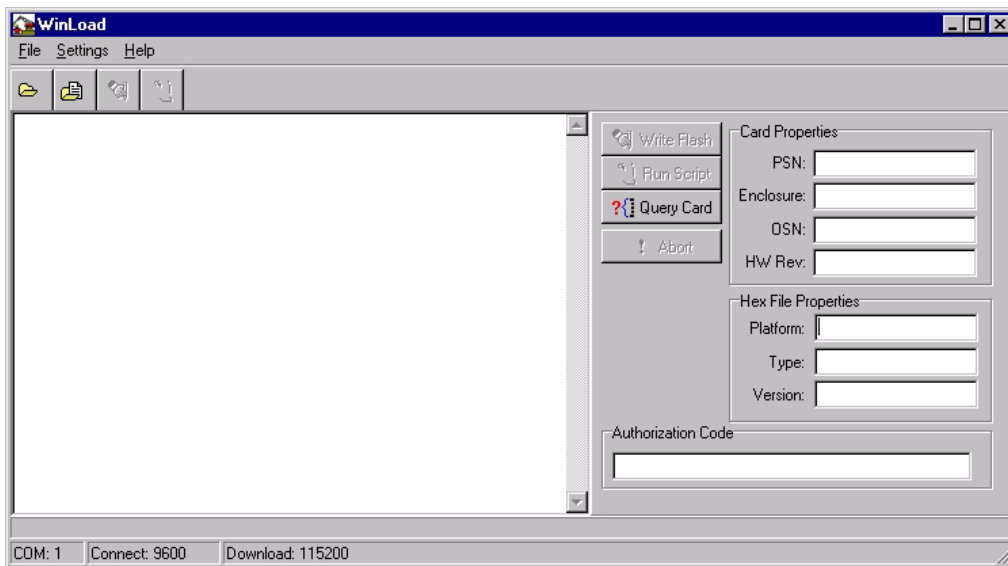 WinLoad
File Settings Help
Write Flash
Run Script
Query Card
Abort
Card Properties
PSN:
Enclosure:
OSN:
HW Rev:
Hex File Properties
Platform:
Type:
Version:
Authorization Code
COM: 1 Connect: 9600 Download: 115200